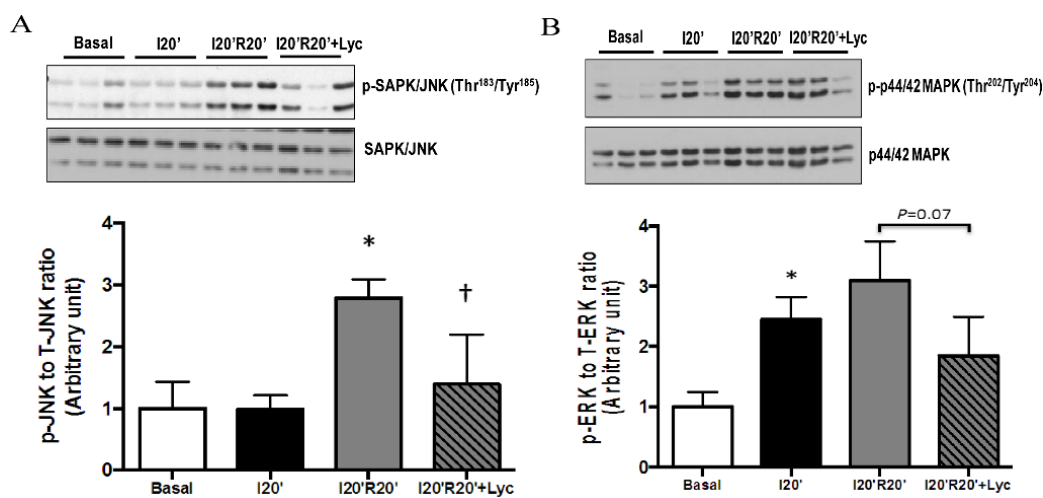 A
Basal I20' I20'R20' I20'R20'+Lyc
p-SAPK/JNK (Thr183/Tyr185)
SAPK/JNK
p-JNK to T-JNK ratio
(Arbitrary unit)
4
3
2
1
0
*
†
Basal I20' I20'R20' I20'R20'+Lyc
B
Basal I20' I20'R20' I20'R20'+Lyc
p-p44/42 MAPK (Thr202/Tyr204)
p44/42 MAPK
p-ERK to T-ERK ratio
(Arbitrary unit)
4
3
2
1
0
*
P=0.07
Basal I20' I20'R20' I20'R20'+Lyc